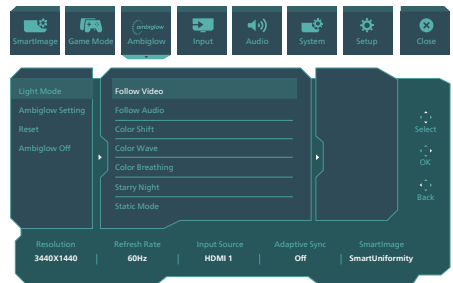 ambiglow
SmartImage Game Mode Ambiglow Input Audio System Setup Close
Light Mode
Ambiglow Setting
Reset
Ambiglow Off
Follow Video
Follow Audio
Color Shift
Color Wave
Color Breathing
Starry Night
Static Mode
Select
OK
Back
Resolution Refresh Rate Input Source Adaptive Sync SmartImage
3440X1440 | 60Hz | HDMI 1 | Off | SmartUniformity